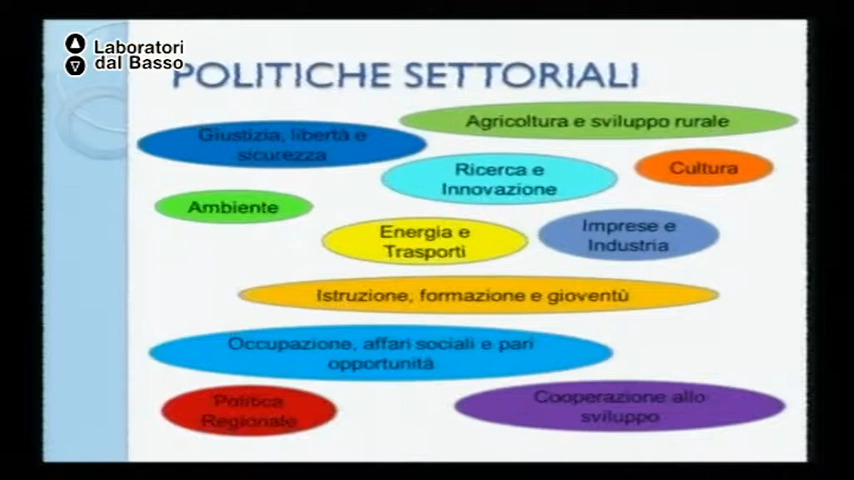 Laboratori
dal Basso
POLITICHE SETTORIALI
Giustizia, libertà e
sicurezza
Agricoltura e sviluppo rurale
Ricerca e
Innovazione
Cultura
Ambiente
Energia e
Trasporti
Imprese e
Industria
Istruzione, formazione e gioventù
Occupazione, affari sociali e pari
opportunità
Politica
Regionale
Cooperazione allo
sviluppo